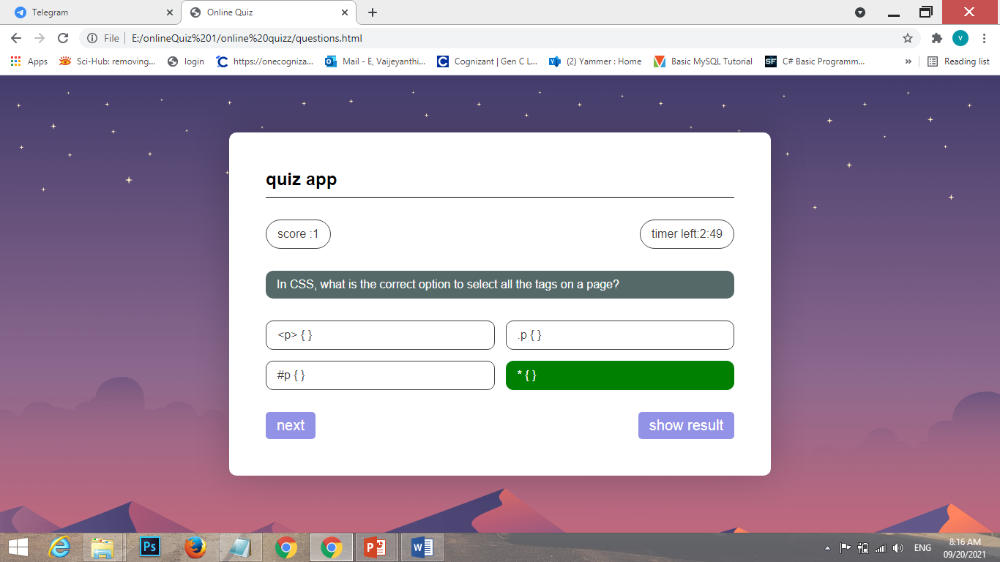 Telegram
Online Quiz
File
E:/onlineQuiz%201/online%20quizz/questions.html
v
Apps
Sci-Hub: removing...
login
https://onecogniza...
Mail - E, Vaijeyanthi...
Cognizant | Gen C L...
(2) Yammer : Home
Basic MySQL Tutorial
SF
C# Basic Programm...
»
Reading list
quiz app
score :1
timer left:2:49
In CSS, what is the correct option to select all the tags on a page?
<p> { }
.p { }
#p { }
* { }
next
show result
Ps
ENG
8:16 AM
09/20/2021